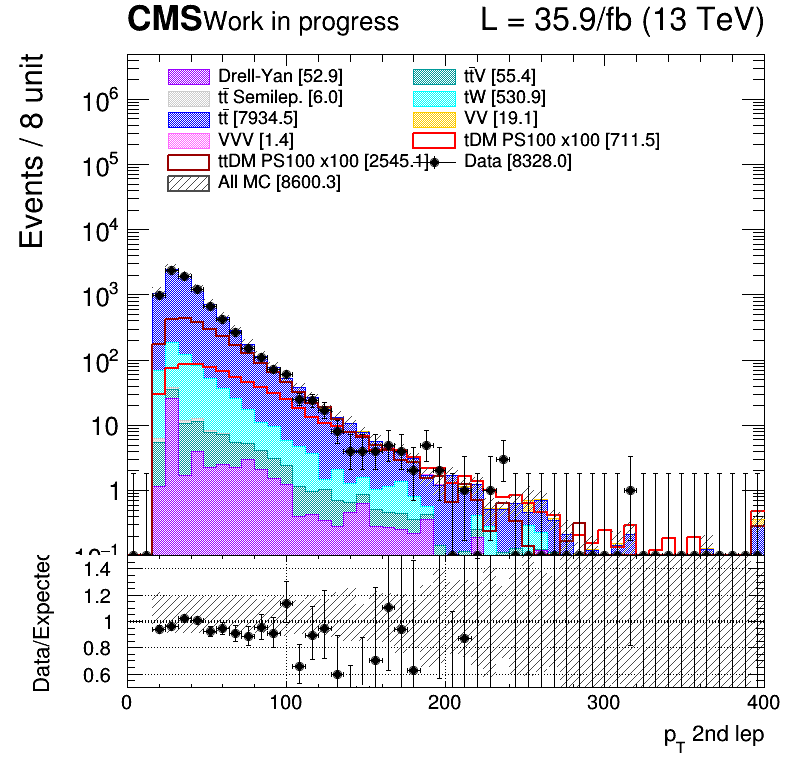 CMS Work in progress L = 35.9/fb (13 TeV)
Events / 8 unit
Drell-Yan [52.9] tt̄V [55.4]
tt̄ Semilep. [6.0] tW [530.9]
tt̄ [7934.5] VV [19.1]
VVV [1.4] tDM PS100 x100 [711.5]
ttDM PS100 x100 [2545.1] Data [8328.0]
All MC [8600.3]
10⁶
10⁵
10⁴
10³
10²
10
1
10⁻¹
Data/Expected
1.4
1.2
1
0.8
0.6
0 100 200 300 400
p_T 2nd lep